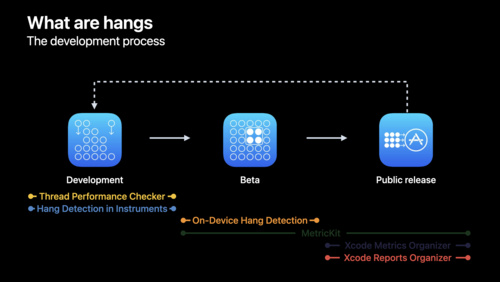 What are hangs
The development process
Development
Beta
Public release
Thread Performance Checker
Hang Detection in Instruments
On-Device Hang Detection
MetricKit
Xcode Metrics Organizer
Xcode Reports Organizer